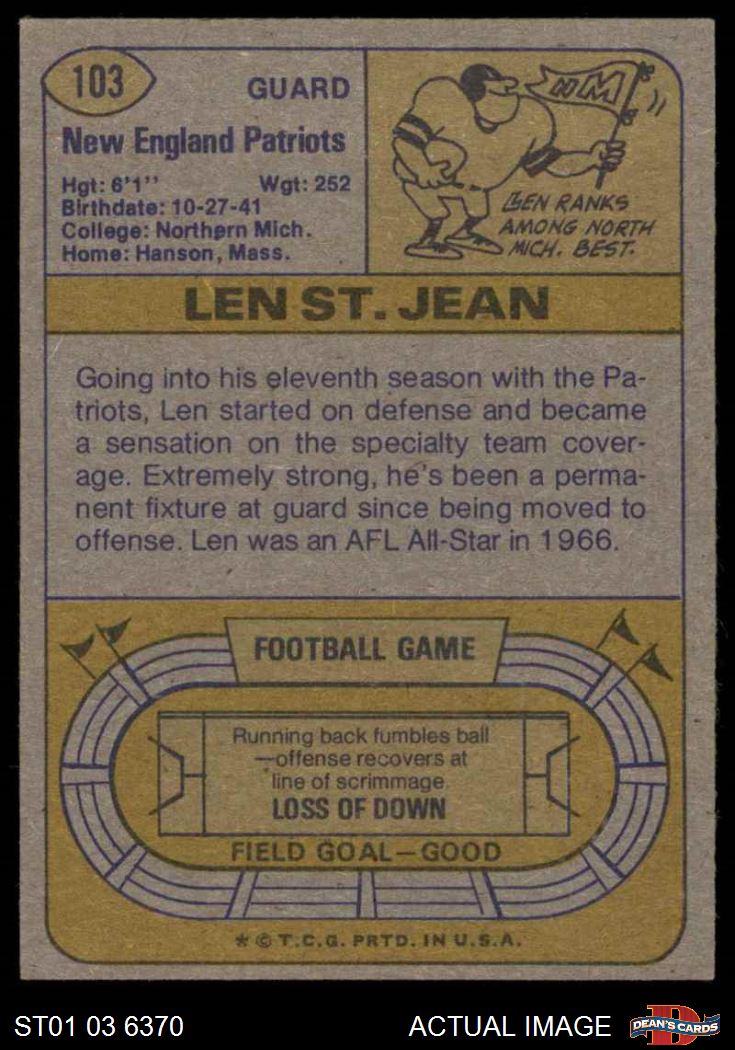 103
GUARD
New England Patriots
Hgt: 6'1'' Wgt: 252
Birthdate: 10-27-41
College: Northern Mich.
Home: Hanson, Mass.
NM
LEN RANKS
AMONG NORTH
MICH. BEST.
LEN ST. JEAN
Going into his eleventh season with the Pa-
triots, Len started on defense and became
a sensation on the specialty team cover-
age. Extremely strong, he's been a perma-
nent fixture at guard since being moved to
offense. Len was an AFL All-Star in 1966.
FOOTBALL GAME
Running back fumbles ball
—offense recovers at
line of scrimmage
LOSS OF DOWN
FIELD GOAL—GOOD
* © T.C.G. PRTD. IN U.S.A.
ST01 03 6370
ACTUAL IMAGE
D
DEAN'S CARDS